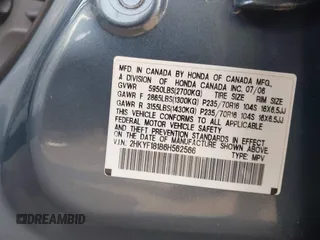 MFD. IN CANADA BY HONDA OF CANADA MFG.,
A DIVISION OF HONDA CANADA INC. 07/06
GVWR 5950LBS(2700KG) TIRE SIZE RIM SIZE
GAWR F 2865LBS(1300KG) P235/70R16 104S 16X6.5JJ
GAWR R 3155LBS(1430KG) P235/70R16 104S 16X6.5JJ
THIS VEHICLE CONFORMS TO ALL APPLICABLE
FEDERAL MOTOR VEHICLE SAFETY, BUMPER,
AND THEFT PREVENTION STANDARDS IN EFFECT
ON THE DATE OF MANUFACTURE SHOWN ABOVE.
V.I.N.: 2HKYF18186H562566
TYPE: MPV
DREAMBID